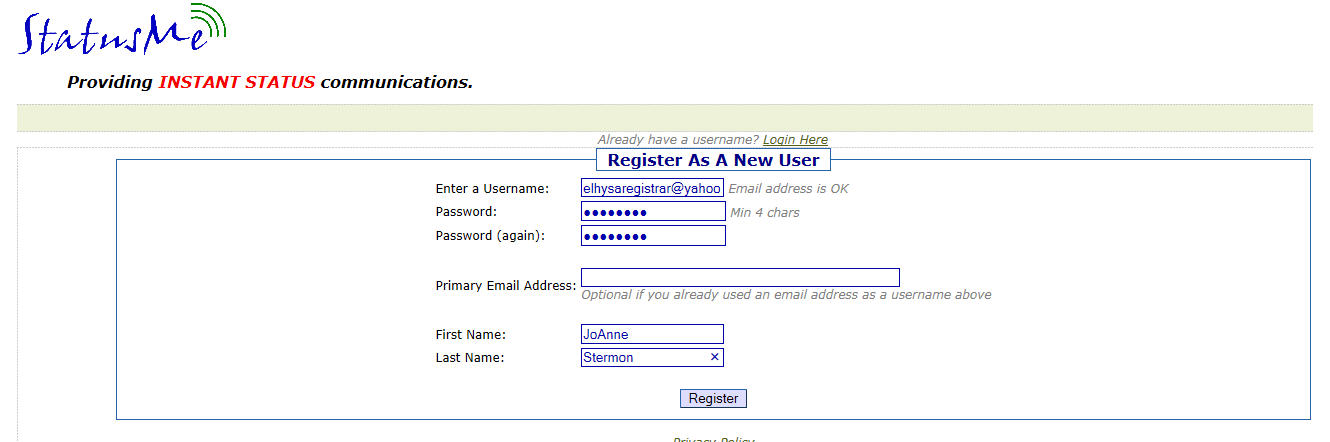 StatusMe
Providing INSTANT STATUS communications.
Already have a username? Login Here
Register As A New User
Enter a Username: elhysaregistrar@yahoo Email address is OK
Password: ●●●●●●●● Min 4 chars
Password (again): ●●●●●●●●
Primary Email Address:
Optional if you already used an email address as a username above
First Name: JoAnne
Last Name: Stermon ×
Register
Privacy Policy